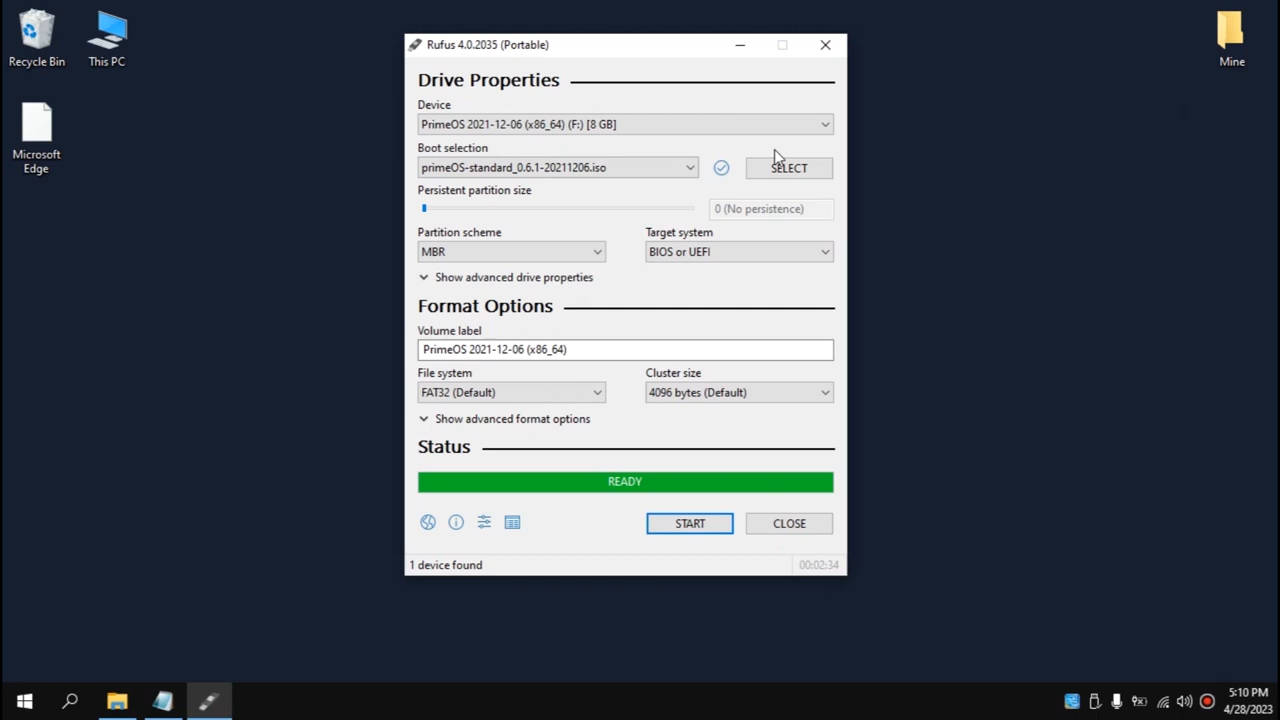 Recycle Bin
This PC
Microsoft
Edge
Mine
Rufus 4.0.2035 (Portable)
Drive Properties
Device
PrimeOS 2021-12-06 (x86_64) (F:) [8 GB]
Boot selection
primeOS-standard_0.6.1-20211206.iso
SELECT
Persistent partition size
0 (No persistence)
Partition scheme
Target system
MBR
BIOS or UEFI
Show advanced drive properties
Format Options
Volume label
PrimeOS 2021-12-06 (x86_64)
File system
Cluster size
FAT32 (Default)
4096 bytes (Default)
Show advanced format options
Status
READY
START
CLOSE
1 device found
00:02:34
5:10 PM
4/28/2023